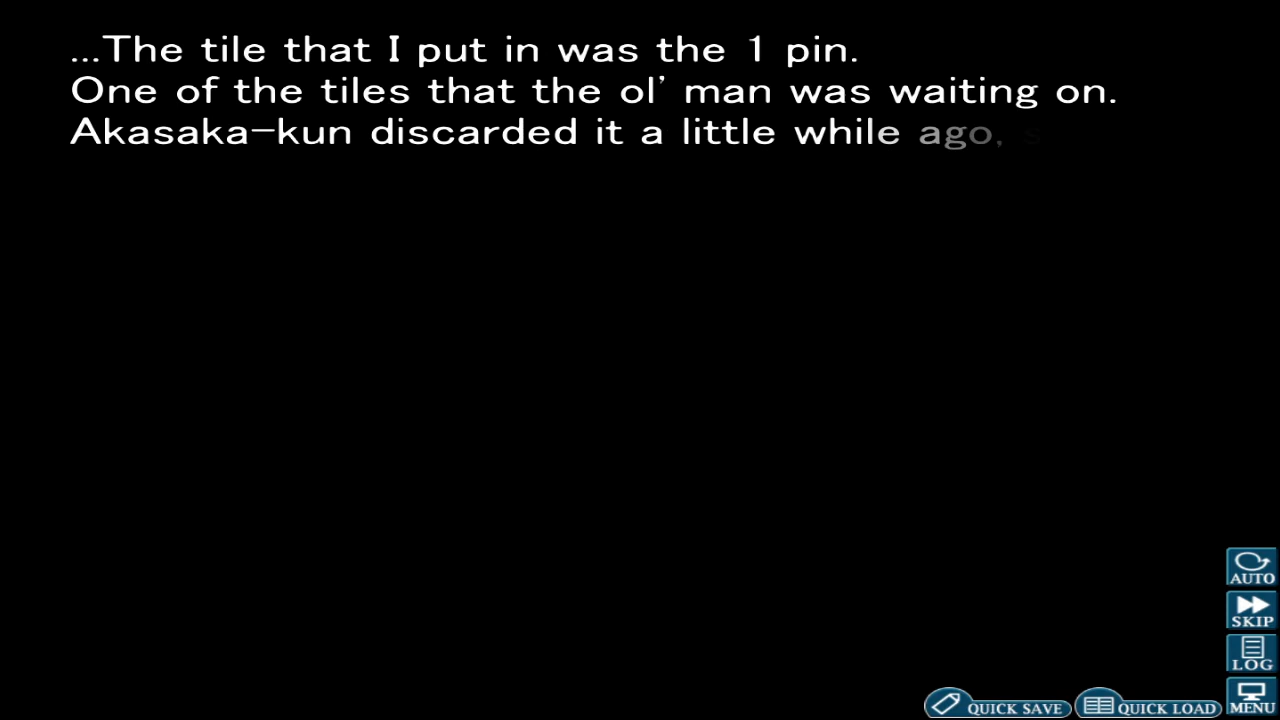 ...The tile that I put in was the 1 pin.
One of the tiles that the ol' man was waiting on.
Akasaka-kun discarded it a little while ago, s
AUTO
SKIP
LOG
MENU
QUICK SAVE
QUICK LOAD